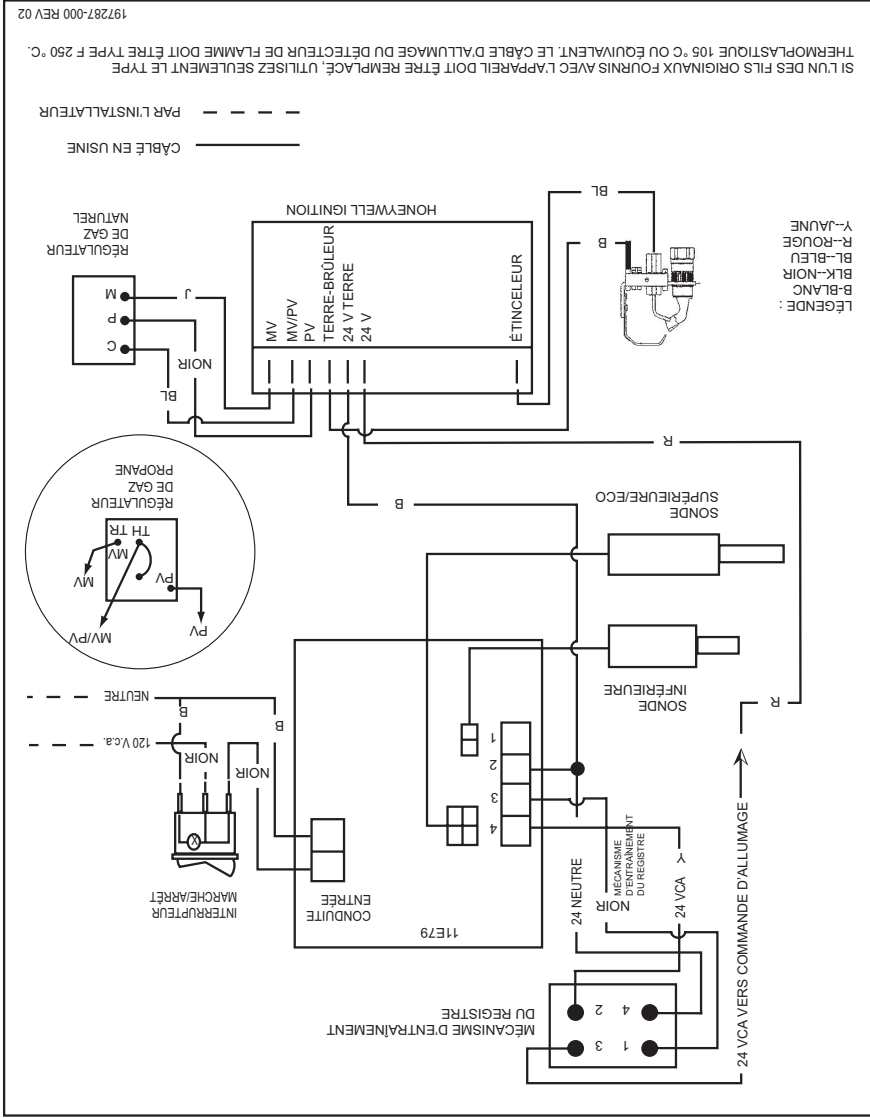 MÉCANISME D'ENTRAÎNEMENT
DU REGISTRE
1
3
4
2
24 VCA VERS COMMANDE D'ALLUMAGE
24 NEUTRE
NOIR
MÉCANISME
D'ENTRAÎNEMENT
DU REGISTRE
24 VCA
Y
11E79
CONDUITE
ENTRÉE
INTERRUPTEUR
MARCHE/ARRÊT
X
4
3
2
1
NOIR
NOIR
120 V.c.a.
B
B
NEUTRE
R
SONDE
INFÉRIEURE
SONDE
SUPÉRIEURE/ECO
B
R
PV
MV/PV
MV
PV
MV
TH TR
RÉGULATEUR
DE GAZ
PROPANE
ÉTINCELEUR
24 V
24 V TERRE
TERRE-BRÛLEUR
PV
MV/PV
MV
HONEYWELL IGNITION
BL
NOIR
J
C
P
M
RÉGULATEUR
DE GAZ
NATUREL
B
BL
LÉGENDE :
B-BLANC
BLK--NOIR
BL--BLEU
R--ROUGE
Y--JAUNE
CÂBLÉ EN USINE
PAR L'INSTALLATEUR
SI L'UN DES FILS ORIGINAUX FOURNIS AVEC L'APPAREIL DOIT ÊTRE REMPLACÉ, UTILISEZ SEULEMENT LE TYPE
THERMOPLASTIQUE 105 °C OU ÉQUIVALENT. LE CÂBLE D'ALLUMAGE DU DÉTECTEUR DE FLAMME DOIT ÊTRE TYPE F 250 °C.
197287-000 REV 02